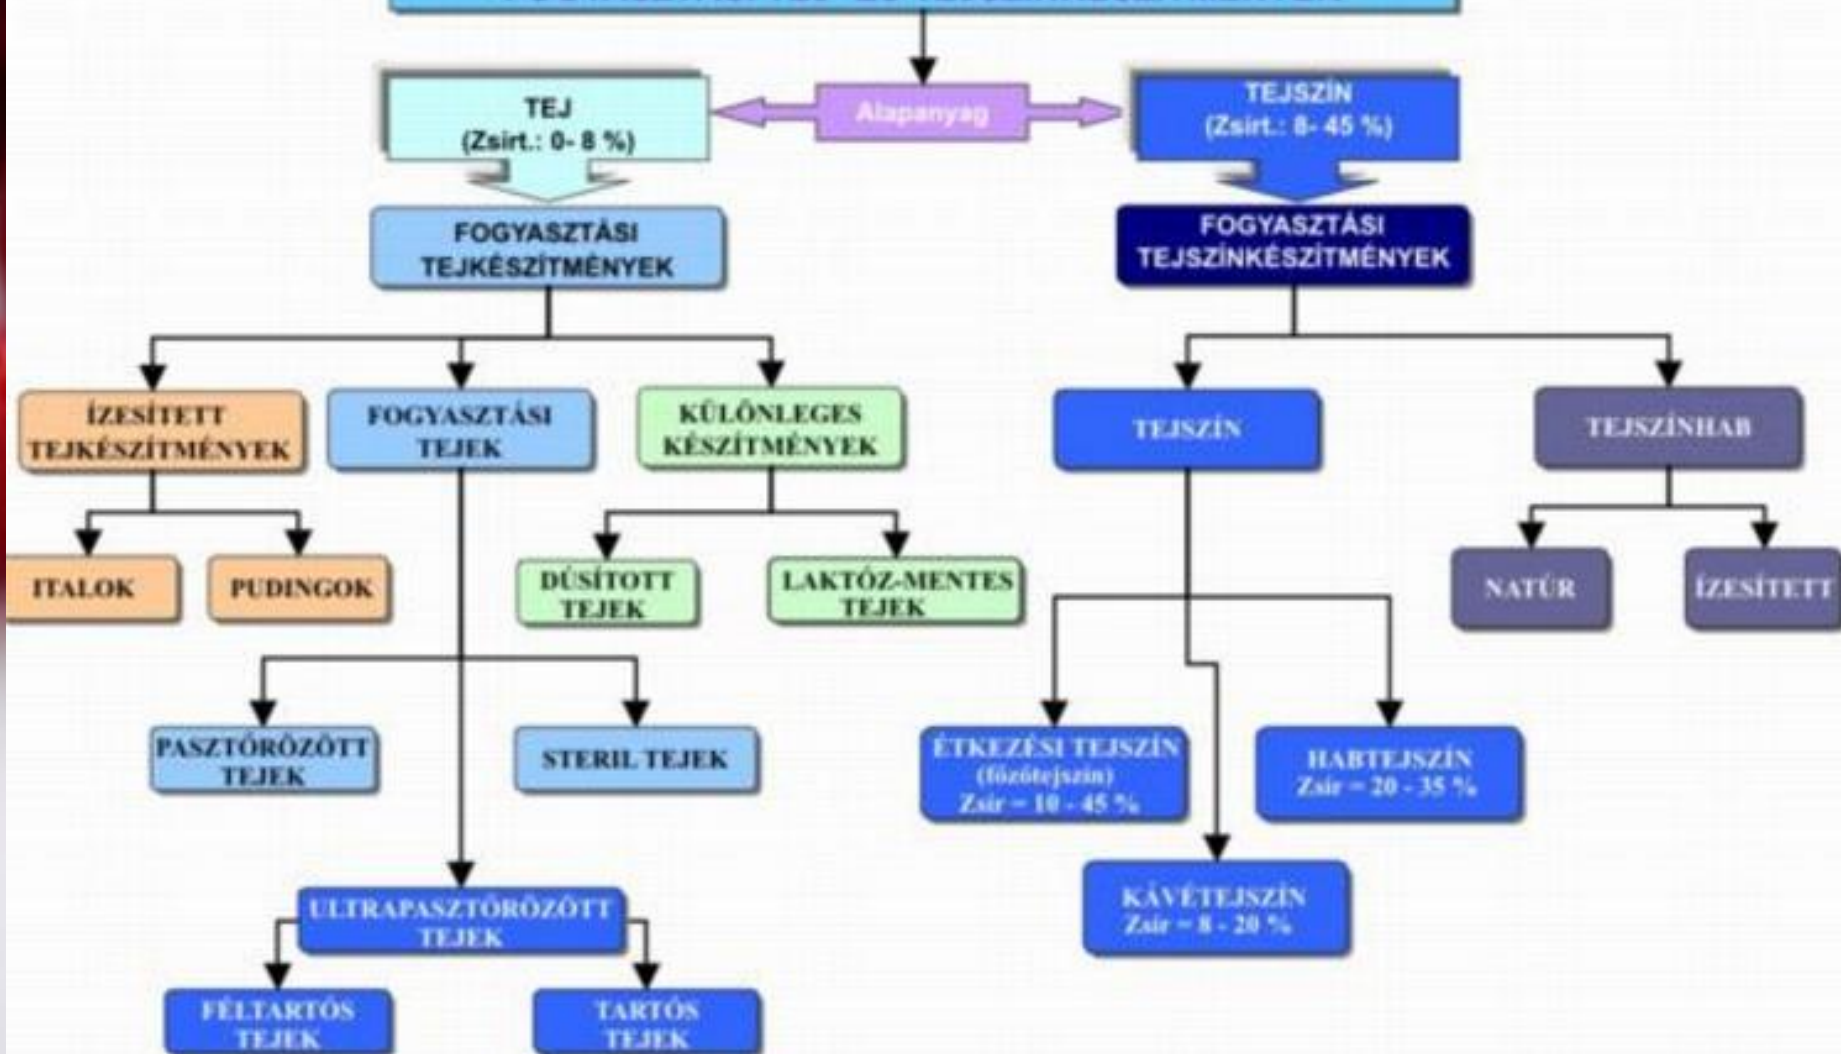 TEJ
(Zsírt.: 0- 8 %)
Alapanyag
TEJSZÍN
(Zsírt.: 8- 45 %)
FOGYASZTÁSI
TEJKÉSZÍTMÉNYEK
FOGYASZTÁSI
TEJSZÍNKÉSZÍTMÉNYEK
ÍZESÍTETT
TEJKÉSZÍTMÉNYEK
FOGYASZTÁSI
TEJEK
KÜLÖNLEGES
KÉSZÍTMÉNYEK
TEJSZÍN
TEJSZÍNHAB
ITALOK
PUDINGOK
DÚSÍTOTT
TEJEK
LAKTÓZ-MENTES
TEJEK
NATÚR
ÍZESÍTETT
PASZTŐRÖZÖTT
TEJEK
STERIL TEJEK
ÉTKEZÉSI TEJSZÍN
(főzőtejszín)
Zsír = 10 - 45 %
HABTEJSZÍN
Zsír = 20 - 35 %
KÁVÉTEJSZÍN
Zsír = 8 - 20 %
ULTRAPASZTŐRÖZÖTT
TEJEK
FÉLTARTÓS
TEJEK
TARTÓS
TEJEK